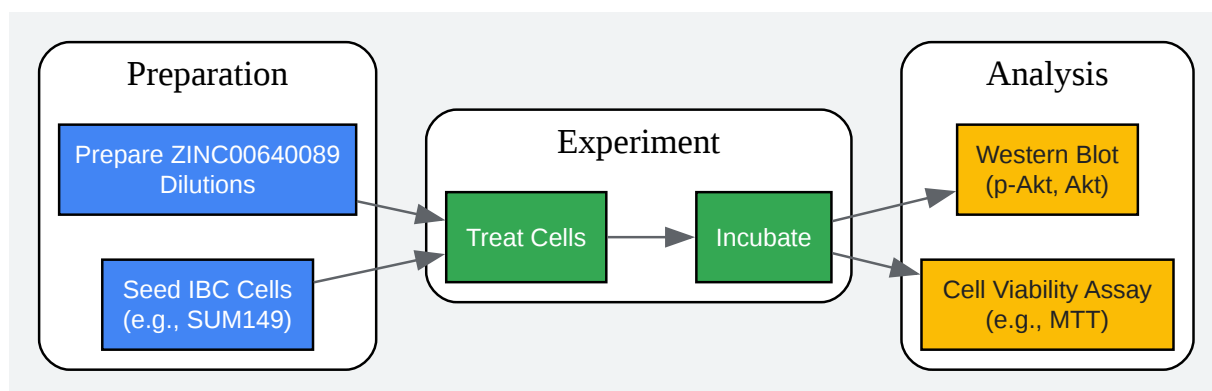 Preparation
Prepare ZINC00640089
Dilutions
Seed IBC Cells
(e.g., SUM149)
Experiment
Treat Cells
Incubate
Analysis
Western Blot
(p-Akt, Akt)
Cell Viability Assay
(e.g., MTT)